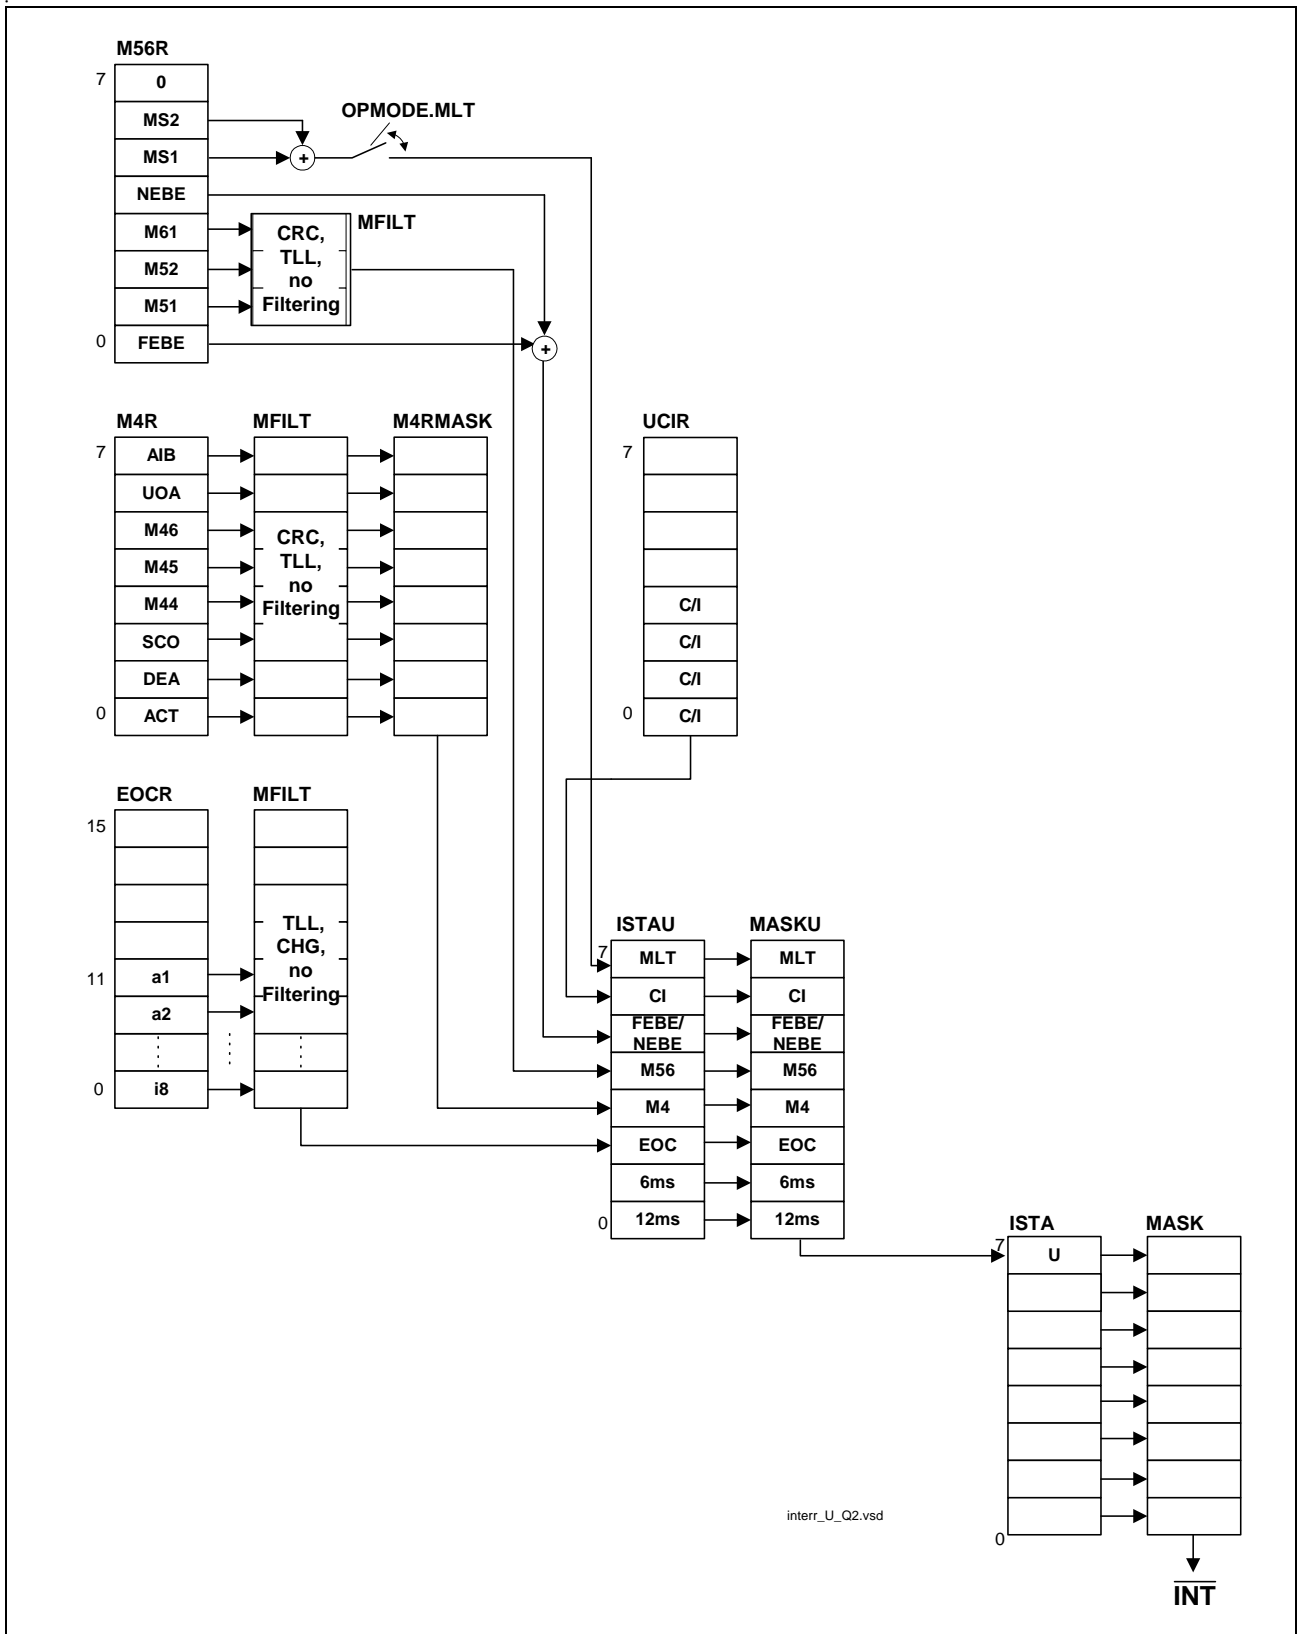 M56R
7
0
MS2
OPMODE.MLT
MS1
+
NEBE
M61
MFILT
CRC,
TLL,
no
Filtering
M52
M51
0
FEBE
+
M4R
MFILT
M4RMASK
UCIR
7
AIB
7
UOA
M46
CRC,
TLL,
no
Filtering
M45
M44
C/I
SCO
C/I
DEA
C/I
0
ACT
0
C/I
EOCR
MFILT
15
TLL,
CHG,
no
Filtering
11
a1
a2
0
i8
ISTAU
MASKU
7
MLT
MLT
CI
CI
FEBE/
NEBE
FEBE/
NEBE
M56
M56
M4
M4
EOC
EOC
6ms
6ms
0
12ms
12ms
ISTA
MASK
7
U
interr_U_Q2.vsd
0
INT